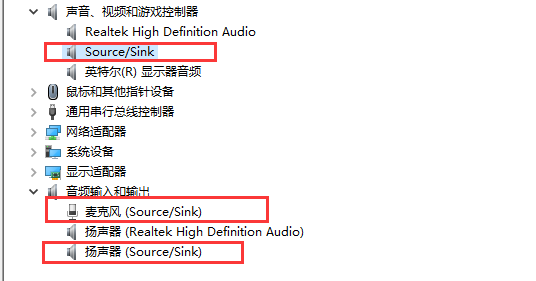 声音、视频和游戏控制器
Realtek High Definition Audio
Source/Sink
英特尔(R) 显示器音频
鼠标和其他指针设备
通用串行总线控制器
网络适配器
系统设备
显示适配器
音频输入和输出
麦克风 (Source/Sink)
扬声器 (Realtek High Definition Audio)
扬声器 (Source/Sink)